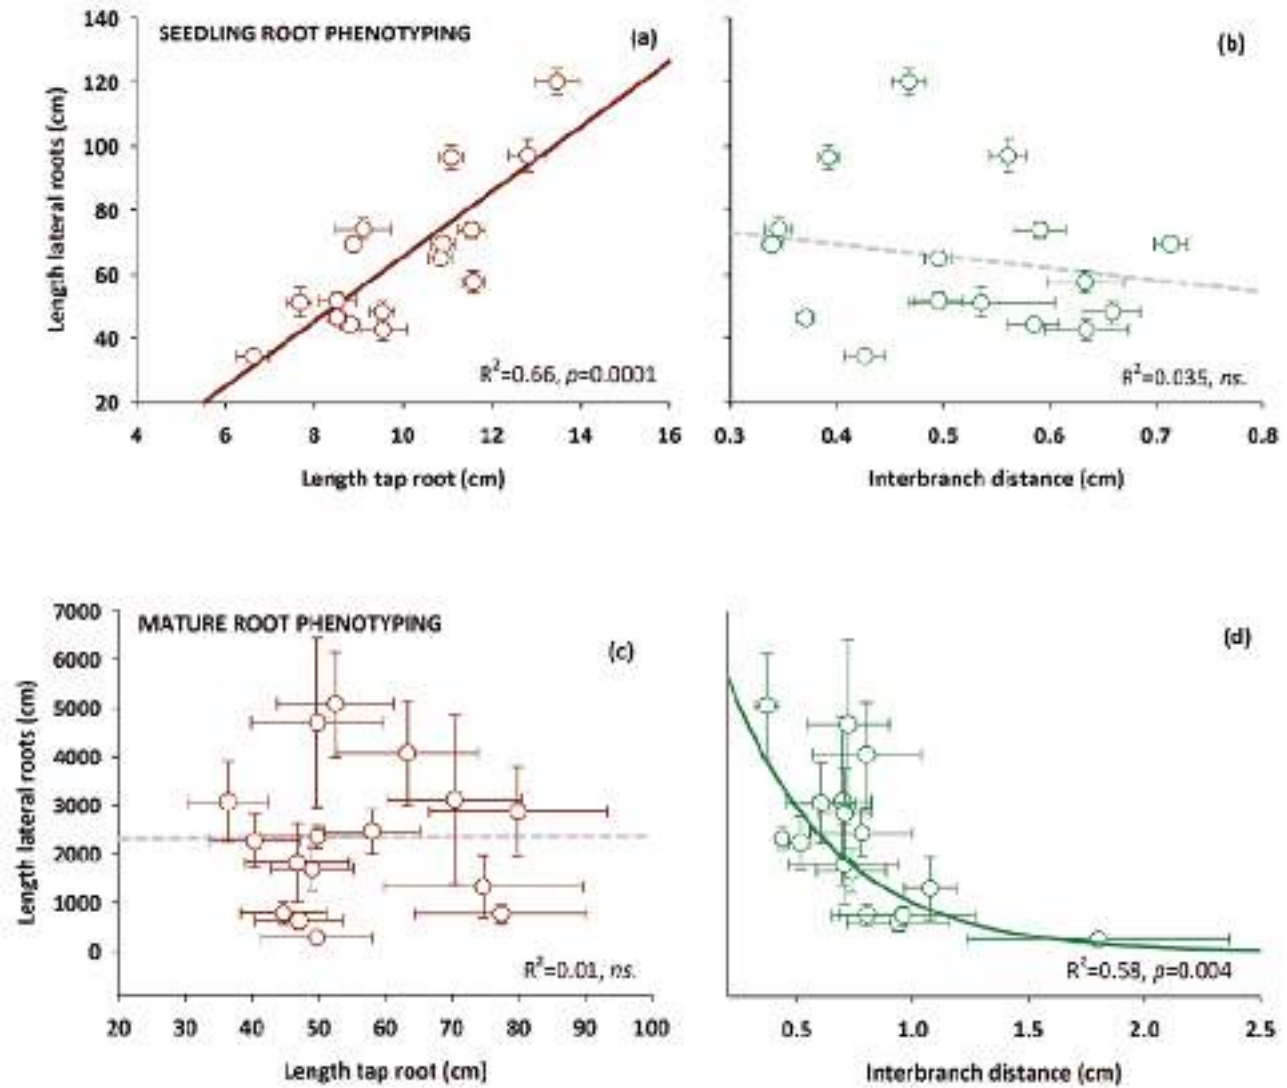 SEEDLING ROOT PHENOTYPING
(a)
Length lateral roots (cm)
140
120
100
80
60
40
20
R²=0.66, p=0.0001
4 6 8 10 12 14 16
Length tap root (cm)
(b)
R²=0.035, ns.
0.3 0.4 0.5 0.6 0.7 0.8
Interbranch distance (cm)
MATURE ROOT PHENOTYPING
(c)
Length lateral roots (cm)
7000
6000
5000
4000
3000
2000
1000
0
R²=0.01, ns.
20 30 40 50 60 70 80 90 100
Length tap root (cm)
(d)
R²=0.58, p=0.004
0.5 1.0 1.5 2.0 2.5
Interbranch distance (cm)